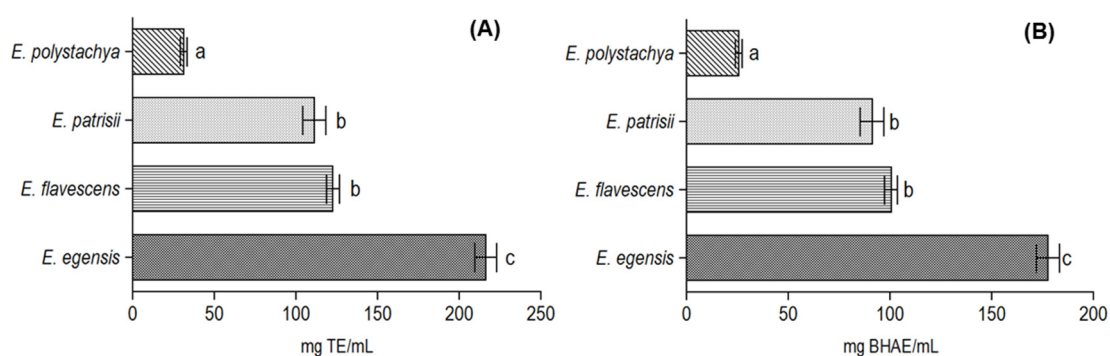 (A)
E. polystachya
a
E. patrisii
b
E. flavescens
b
E. egensis
c
0 50 100 150 200 250
mg TE/mL
(B)
E. polystachya
a
E. patrisii
b
E. flavescens
b
E. egensis
c
0 50 100 150 200
mg BHAE/mL